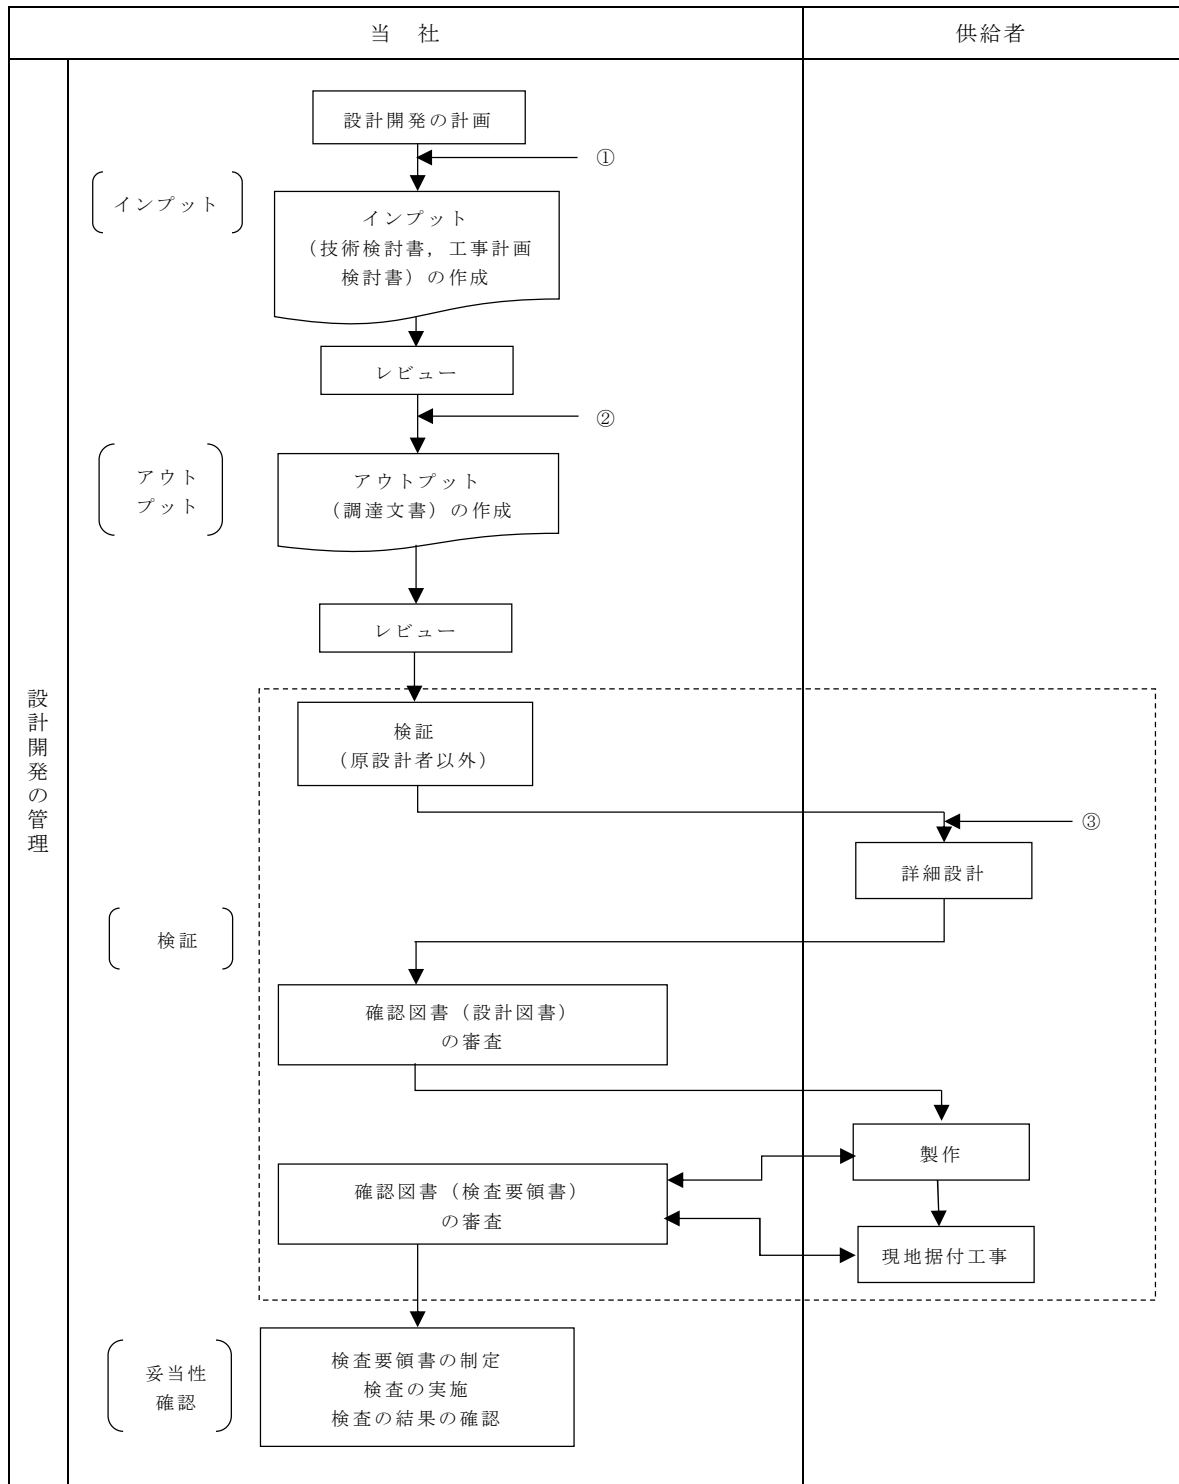 当　社
供給者
設計開発の計画
①
インプット
インプット
（技術検討書，工事計画
検討書）の作成
レビュー
②
アウト
プット
アウトプット
（調達文書）の作成
レビュー
設計開発の管理
検証
（原設計者以外）
③
詳細設計
検証
確認図書（設計図書）
の審査
製作
確認図書（検査要領書）
の審査
現地据付工事
妥当性
確認
検査要領書の制定
検査の実施
検査の結果の確認